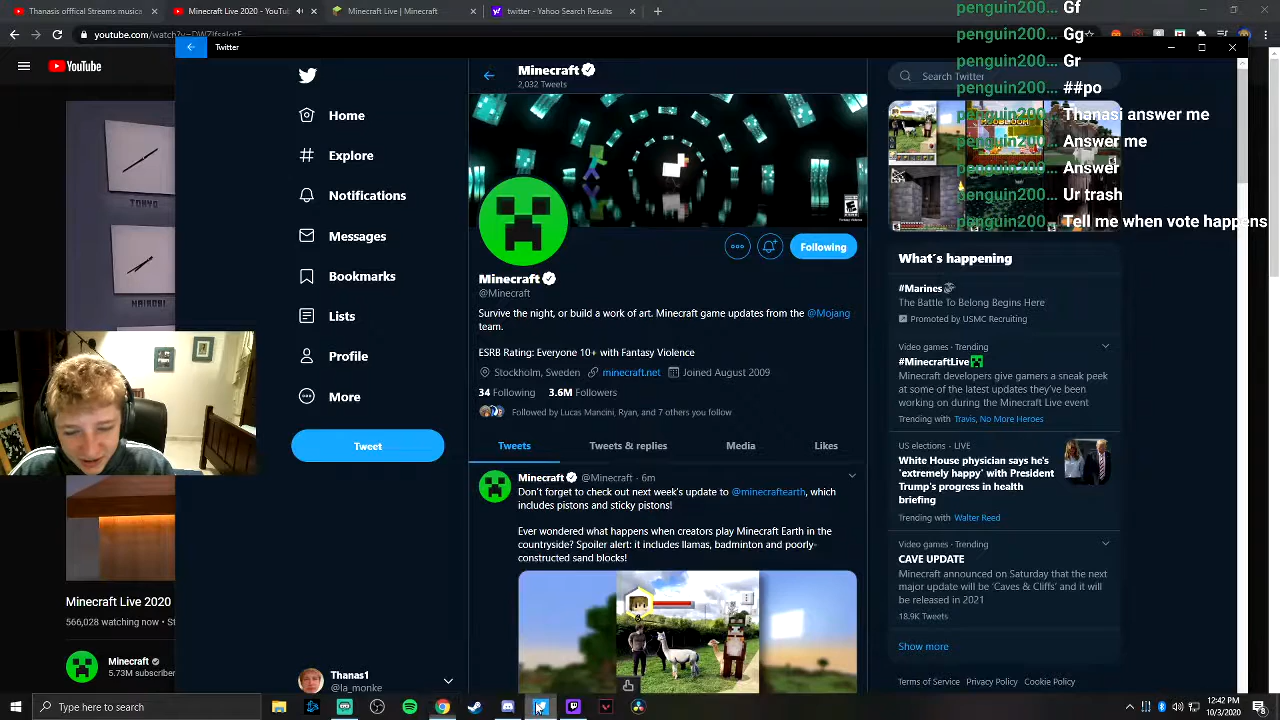 Thanasis offical Streams music
Minecraft Live 2020 - YouTube
Minecraft Live | Minecraft
twitter - Yahoo Search Results
penguin200... Gf
youtube.com/watch?v=
Twitter
penguin200... Gg
YouTube
Minecraft
2,032 Tweets
Search Twitter
penguin200... Gr
penguin200... ##po
penguin200... Thanasi answer me
penguin200... Answer me
penguin200... Answer
penguin200... Ur trash
penguin200... Tell me when vote happens
Home
Explore
Notifications
Messages
Bookmarks
Lists
Profile
More
Tweet
TOKYO
NAIROBI
Following
Minecraft
@Minecraft
Survive the night, or build a work of art. Minecraft game updates from the @Mojang
team.
ESRB Rating: Everyone 10+ with Fantasy Violence
Stockholm, Sweden minecraft.net Joined August 2009
34 Following 3.6M Followers
Followed by Lucas Mancini, Ryan, and 7 others you follow
Tweets Tweets & replies Media Likes
Minecraft @Minecraft · 6m
Don't forget to check out next week's update to @minecraftearth, which
includes pistons and sticky pistons!
Ever wondered what happens when creators play Minecraft Earth in the
countryside? Spoiler alert: it includes llamas, badminton and poorly-
constructed sand blocks!
What's happening
#Marines
The Battle To Belong Begins Here
Promoted by USMC Recruiting
Video games · Trending
#MinecraftLive
Minecraft developers give gamers a sneak peek
at some of the latest updates they've been
working on during the Minecraft Live event
Trending with Travis, No More Heroes
US elections · LIVE
White House physician says he's
'extremely happy' with President
Trump's progress in health
briefing
Trending with Walter Reed
Video games · Trending
CAVE UPDATE
Minecraft announced on Saturday that the next
major update will be 'Caves & Cliffs' and it will
be released in 2021
18.9K Tweets
Show more
Terms of Service Privacy Policy Cookie Policy
Minecraft Live 2020
566,028 watching now
Minecraft
5.73M subscriber
Thanas1
@la_monke
Type here to search
12:42 PM
10/3/2020